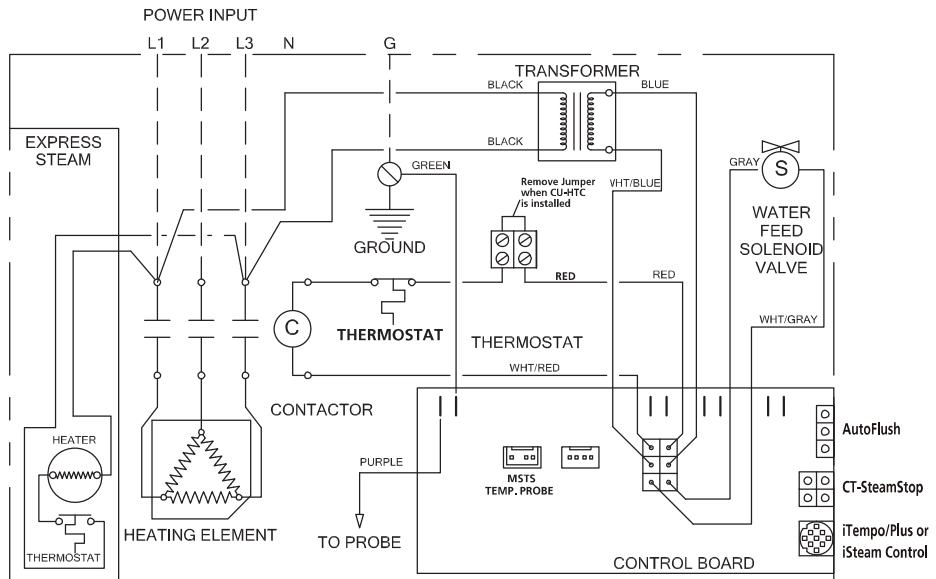 POWER INPUT
L1 L2 L3 N G
TRANSFORMER
BLACK
BLUE
EXPRESS
STEAM
BLACK
GREEN
GRAY
S
Remove Jumper
when CU-HTC
is installed
WHT/BLUE
WATER
FEED
SOLENOID
VALVE
GROUND
RED
RED
C
THERMOSTAT
THERMOSTAT
WHT/GRAY
WHT/RED
CONTACTOR
HEATER
PURPLE
MSTS
TEMP. PROBE
AutoFlush
CT-SteamStop
HEATING ELEMENT
TO PROBE
iTempo/Plus or
iSteam Control
THERMOSTAT
CONTROL BOARD